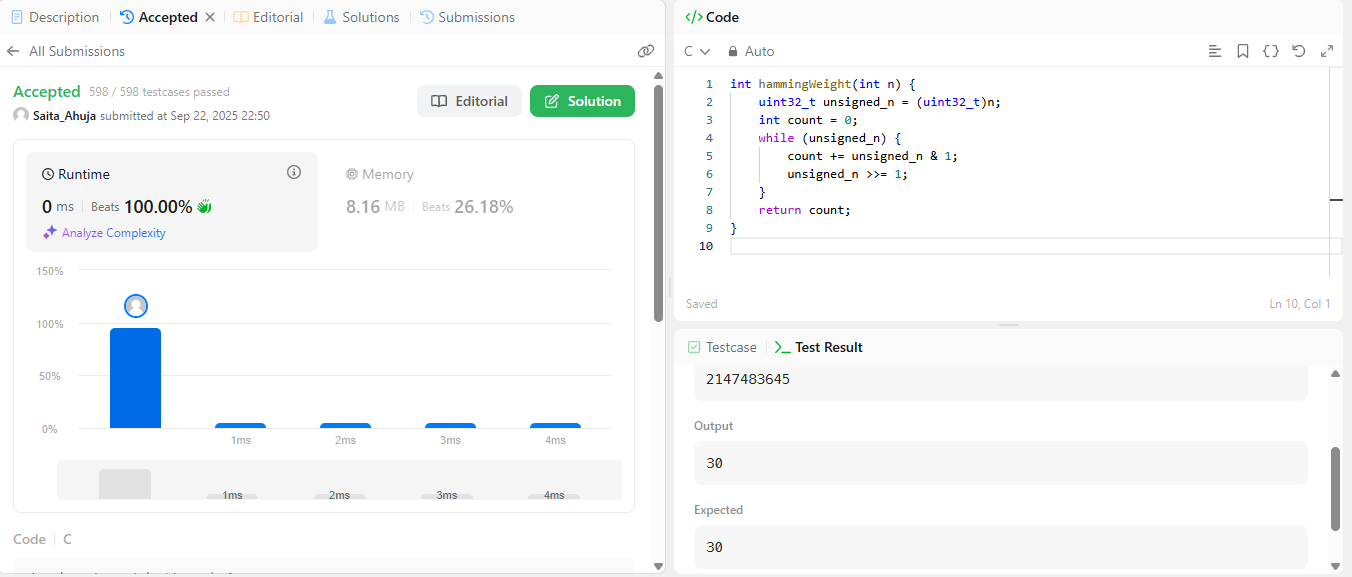 Description
Accepted
Editorial
Solutions
Submissions
All Submissions
Accepted 598 / 598 testcases passed
Saita_Ahuja submitted at Sep 22, 2025 22:50
Editorial
Solution
Runtime
0 ms Beats 100.00%
Analyze Complexity
Memory
8.16 MB Beats 26.18%
150%
100%
50%
0%
1ms 2ms 3ms 4ms
1ms 2ms 3ms 4ms
Code C
</> Code
C Auto
1 int hammingWeight(int n) {
2 uint32_t unsigned_n = (uint32_t)n;
3 int count = 0;
4 while (unsigned_n) {
5 count += unsigned_n & 1;
6 unsigned_n >>= 1;
7 }
8 return count;
9 }
10
Saved
Ln 10, Col 1
Testcase
Test Result
2147483645
Output
30
Expected
30